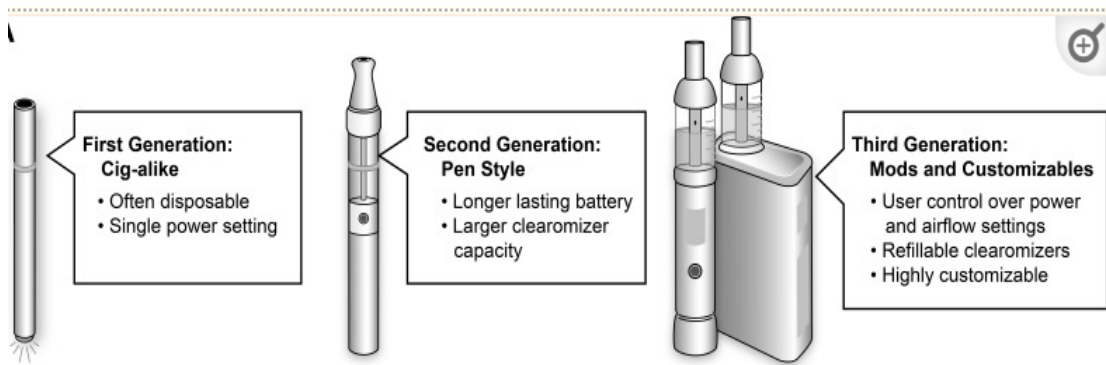 A
First Generation:
Cig-alike
• Often disposable
• Single power setting
Second Generation:
Pen Style
• Longer lasting battery
• Larger clearomizer
capacity
Third Generation:
Mods and Customizables
• User control over power
and airflow settings
• Refillable clearomizers
• Highly customizable